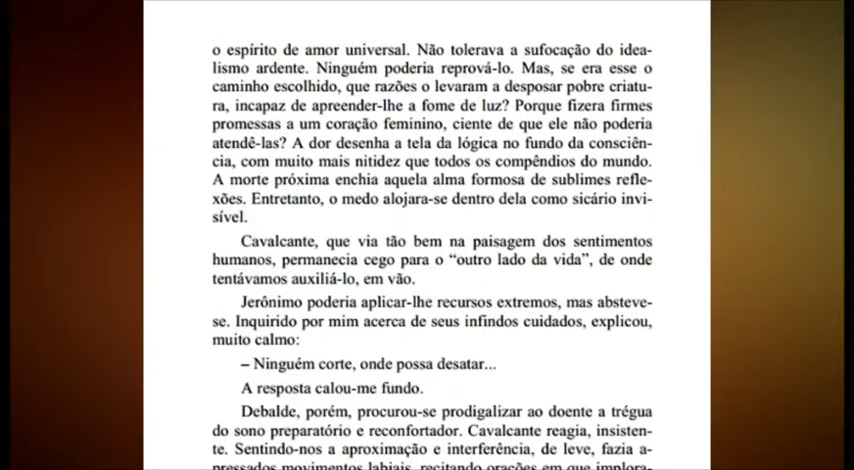 o espírito de amor universal. Não tolerava a sufocação do idea-
lismo ardente. Ninguém poderia reprová-lo. Mas, se era esse o
caminho escolhido, que razões o levaram a desposar pobre criatu-
ra, incapaz de apreender-lhe a fome de luz? Porque fizera firmes
promessas a um coração feminino, ciente de que ele não poderia
atendê-las? A dor desenha a tela da lógica no fundo da consciên-
cia, com muito mais nitidez que todos os compêndios do mundo.
A morte próxima enchia aquela alma formosa de sublimes refle-
xões. Entretanto, o medo alojara-se dentro dela como sicário invi-
sível.
Cavalcante, que via tão bem na paisagem dos sentimentos
humanos, permanecia cego para o “outro lado da vida”, de onde
tentávamos auxiliá-lo, em vão.
Jerônimo poderia aplicar-lhe recursos extremos, mas absteve-
se. Inquirido por mim acerca de seus infindos cuidados, explicou,
muito calmo:
– Ninguém corte, onde possa desatar...
A resposta calou-me fundo.
Debalde, porém, procurou-se prodigalizar ao doente a trégua
do sono preparatório e reconfortador. Cavalcante reagia, insisten-
te. Sentindo-nos a aproximação e interferência, de leve, fazia a-
pressados movimentos labiais, recitando orações em que implora-